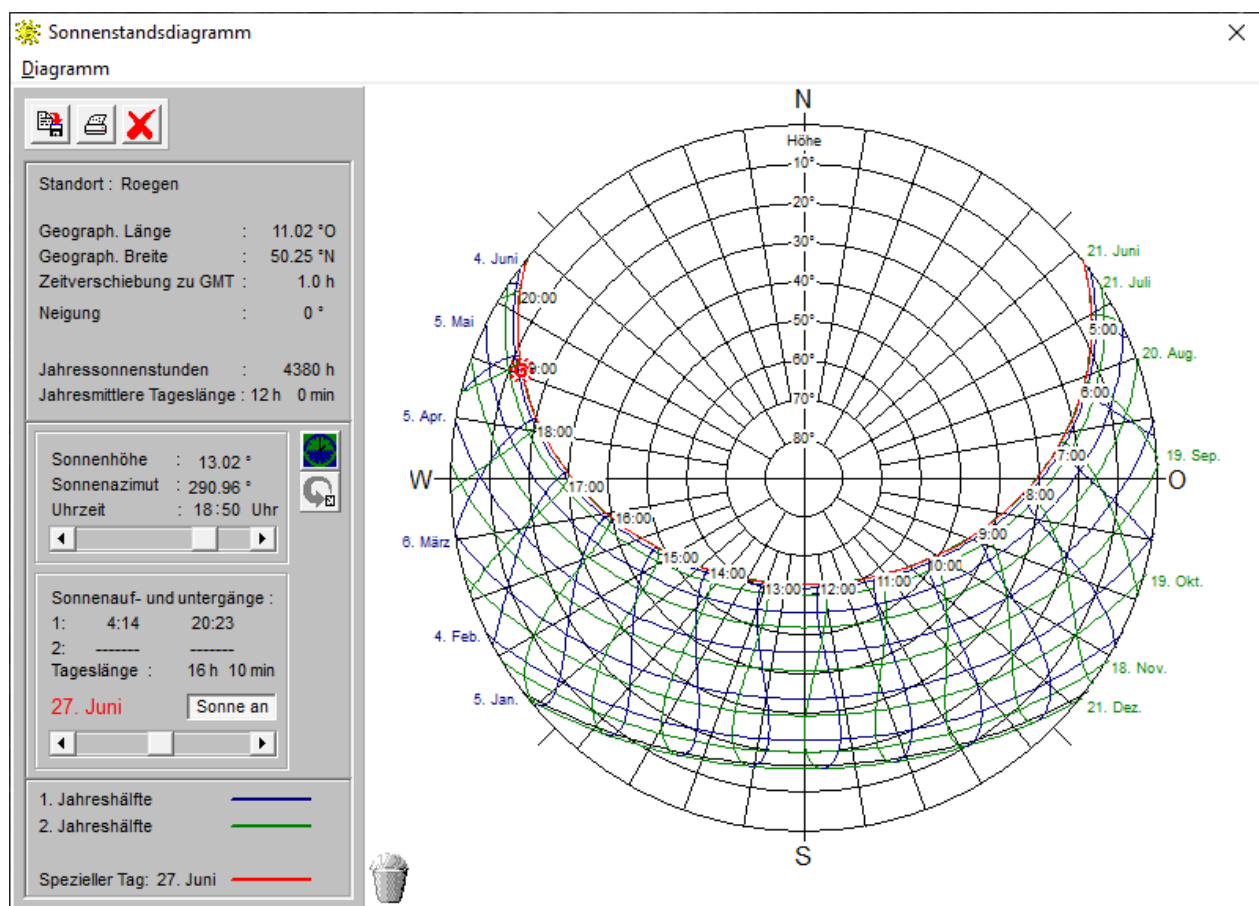 Sonnenstandsdiagramm
Diagramm
Standort : Roegen
Geograph. Länge : 11.02 °O
Geograph. Breite : 50.25 °N
Zeitverschiebung zu GMT : 1.0 h
Neigung : 0 °
Jahressonnenstunden : 4380 h
Jahresmittlere Tageslänge : 12 h 0 min
Sonnenhöhe : 13.02 °
Sonnenazimut : 290.96 °
Uhrzeit : 18:50 Uhr
Sonnenauf- und untergänge :
1: 4:14 20:23
2: ------- -------
Tageslänge : 16 h 10 min
27. Juni Sonne an
1. Jahreshälfte
2. Jahreshälfte
Spezieller Tag: 27. Juni
N
Höhe
10°
20°
30°
40°
50°
60°
70°
80°
W
O
S
4. Juni
5. Mai
5. Apr.
6. März
4. Feb.
5. Jan.
21. Juni
21. Juli
20. Aug.
19. Sep.
19. Okt.
18. Nov.
21. Dez.
20:00
18:00
17:00
16:00
15:00
14:00
13:00
12:00
11:00
10:00
9:00
8:00
7:00
6:00
5:00